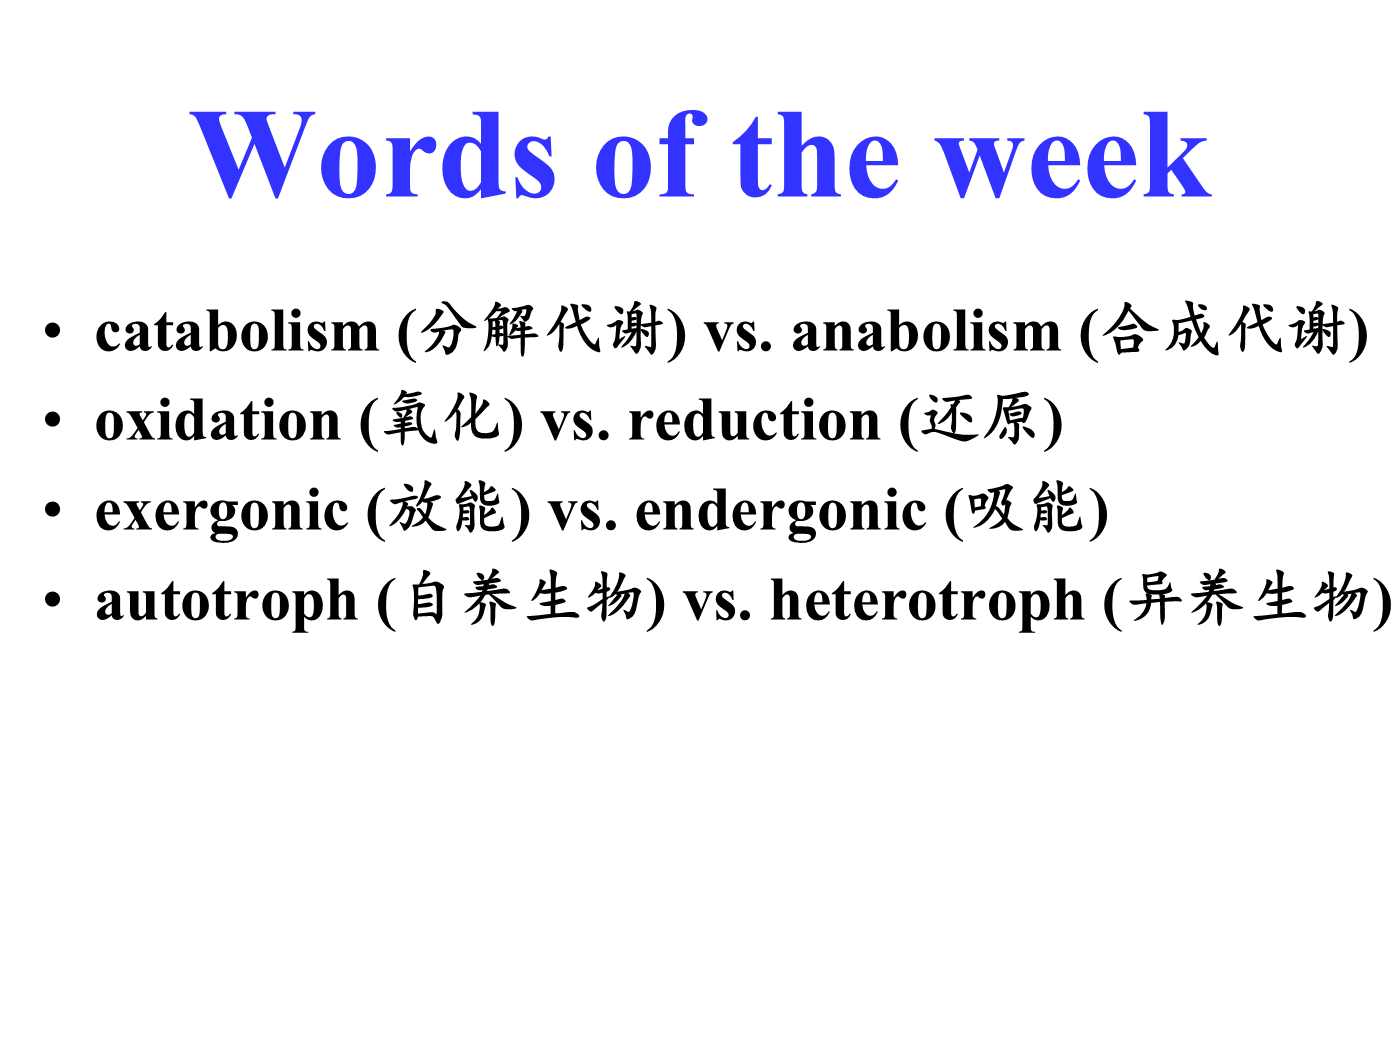 Words of the week
• catabolism (分解代谢) vs. anabolism (合成代谢)
• oxidation (氧化) vs. reduction (还原)
• exergonic (放能) vs. endergonic (吸能)
• autotroph (自养生物) vs. heterotroph (异养生物)